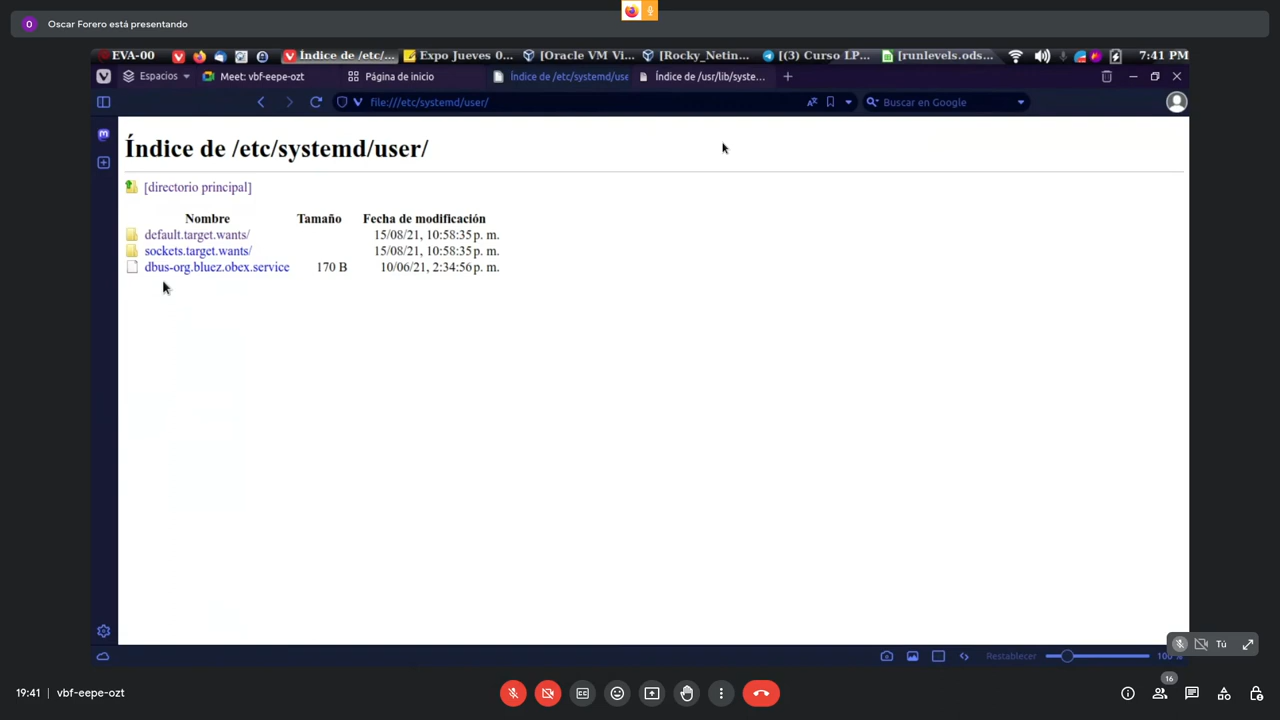 O Oscar Forero está presentando
EVA-00 Índice de /etc/... Expo Jueves 0... [Oracle VM Vi... [Rocky_Netin... [(3) Curso LP... [runlevels.ods... 7:41 PM
Espacios Meet: vbf-eepe-ozt Página de inicio Índice de /etc/systemd/use Índice de /usr/lib/syste...
file:///etc/systemd/user/ Buscar en Google
Índice de /etc/systemd/user/
[directorio principal]
Nombre Tamaño Fecha de modificación
default.target.wants/ 15/08/21, 10:58:35 p. m.
sockets.target.wants/ 15/08/21, 10:58:35 p. m.
dbus-org.bluez.obex.service 170 B 10/06/21, 2:34:56 p. m.
Tú
Restablecer 100 %
19:41 vbf-eepe-ozt
16